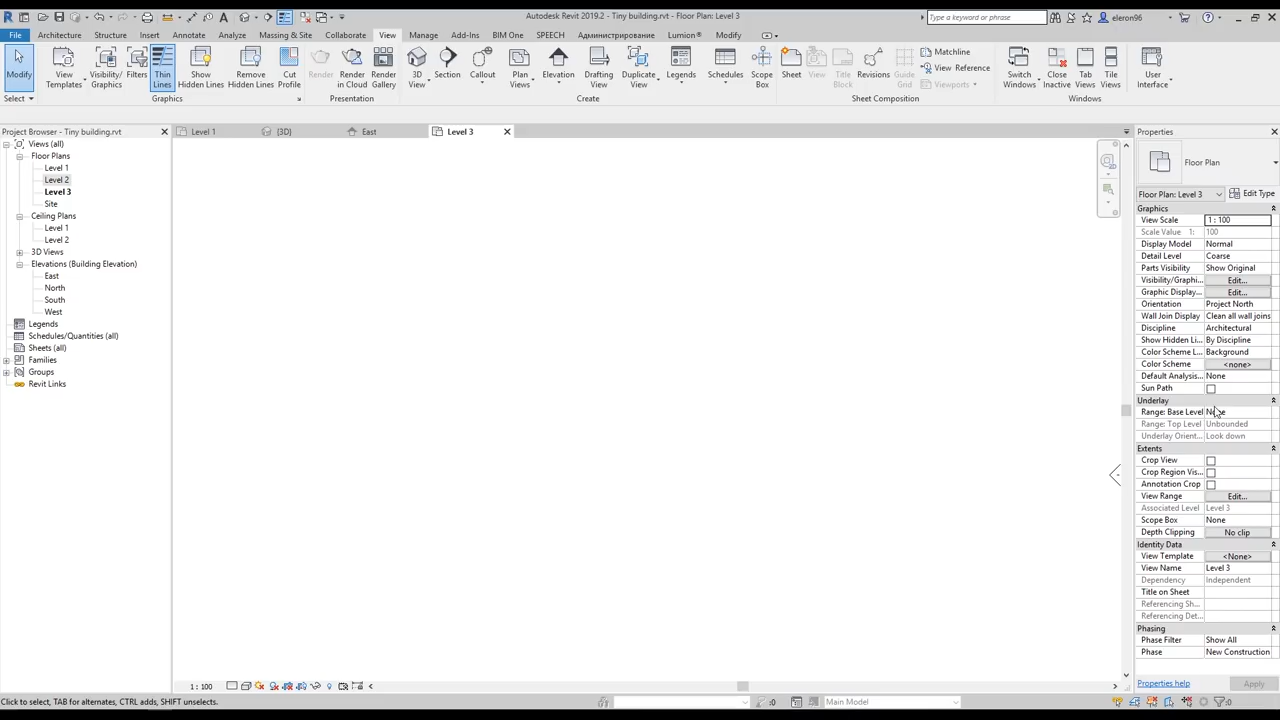 Autodesk Revit 2019.2 - Tiny building.rvt - Floor Plan: Level 3
Type a keyword or phrase
eleron96
File Architecture Structure Insert Annotate Analyze Massing & Site Collaborate View Manage Add-Ins BIM One SPEECH Администрирование Lumion® Modify
Modify
View Templates
Visibility/ Graphics
Filters
Thin Lines
Show Hidden Lines
Remove Hidden Lines
Cut Profile
Render
Render in Cloud
Render Gallery
3D View
Section
Callout
Plan Views
Elevation
Drafting View
Duplicate View
Legends
Schedules
Scope Box
Sheet
View
Title Block
Revisions
Guide Grid
Matchline
View Reference
Viewports
Switch Windows
Close Inactive
Tab Views
Tile Views
User Interface
Select Graphics Presentation Create Sheet Composition Windows
Project Browser - Tiny building.rvt
Level 1 {3D} East Level 3
Views (all)
Floor Plans
Level 1
Level 2
Level 3
Site
Ceiling Plans
Level 1
Level 2
3D Views
Elevations (Building Elevation)
East
North
South
West
Legends
Schedules/Quantities (all)
Sheets (all)
Families
Groups
Revit Links
Properties
Floor Plan
Floor Plan: Level 3 Edit Type
Graphics
View Scale 1 : 100
Scale Value 1: 100
Display Model Normal
Detail Level Coarse
Parts Visibility Show Original
Visibility/Graphi... Edit...
Graphic Display... Edit...
Orientation Project North
Wall Join Display Clean all wall joins
Discipline Architectural
Show Hidden Li... By Discipline
Color Scheme L... Background
Color Scheme <none>
Default Analysis... None
Sun Path
Underlay
Range: Base Level None
Range: Top Level Unbounded
Underlay Orient... Look down
Extents
Crop View
Crop Region Vis...
Annotation Crop
View Range Edit...
Associated Level Level 3
Scope Box None
Depth Clipping No clip
Identity Data
View Template <None>
View Name Level 3
Dependency Independent
Title on Sheet
Referencing Sh...
Referencing Det...
Phasing
Phase Filter Show All
Phase New Construction
Properties help Apply
1 : 100
Click to select, TAB for alternates, CTRL adds, SHIFT unselects.
:0
Main Model
:0